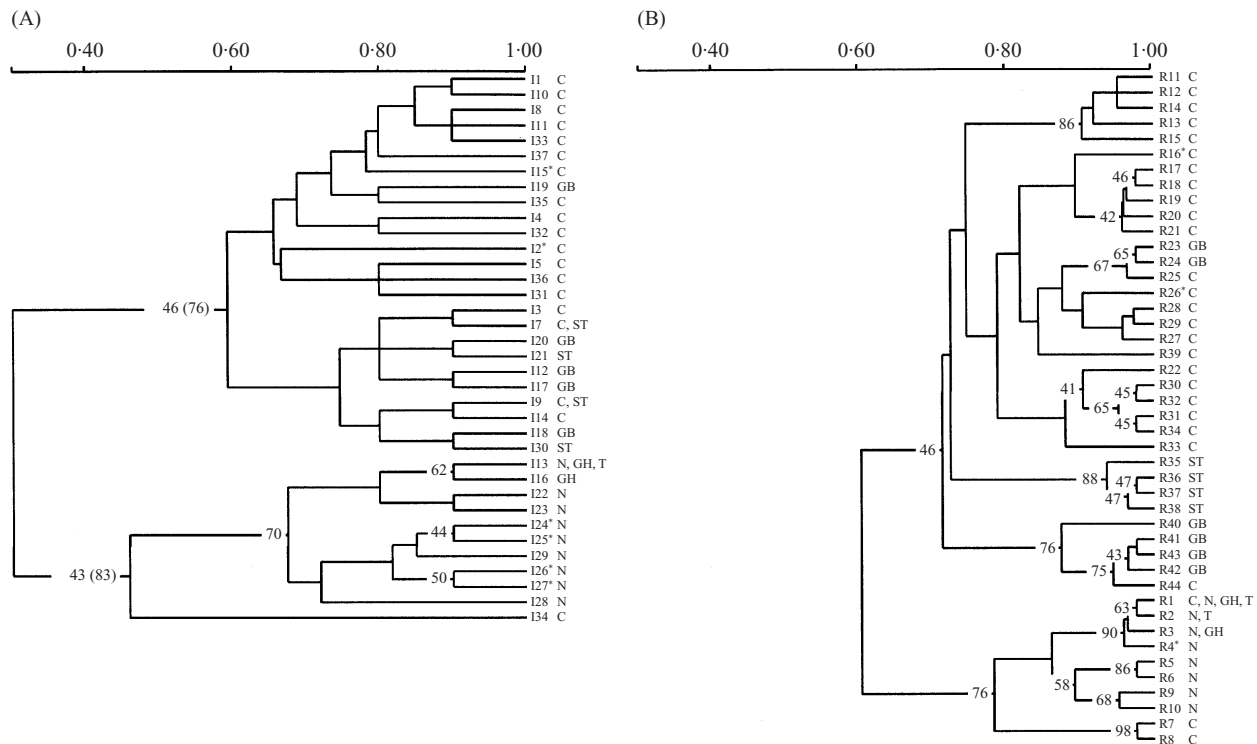 (A)
0·40 0·60 0·80 1·00
I1 C
I10 C
I8 C
I11 C
I33 C
I37 C
I15* C
I19 GB
I35 C
I4 C
I32 C
I2* C
I5 C
I36 C
I31 C
46 (76)
I3 C
I7 C, ST
I20 GB
I21 ST
I12 GB
I17 GB
I9 C, ST
I14 C
I18 GB
I30 ST
I13 N, GH, T
62
I16 GH
I22 N
I23 N
I24* N
70
44
I25* N
I29 N
I26* N
43 (83)
50
I27* N
I28 N
I34 C
(B)
0·40 0·60 0·80 1·00
R11 C
R12 C
R14 C
86
R13 C
R15 C
R16* C
R17 C
46
R18 C
R19 C
42
R20 C
R21 C
R23 GB
65
R24 GB
67
R25 C
R26* C
R28 C
R29 C
R27 C
R39 C
R22 C
41
R30 C
45
R32 C
65
R31 C
45
R34 C
46
R33 C
R35 ST
88
R36 ST
47
R37 ST
47
R38 ST
R40 GB
R41 GB
76
43
R43 GB
75
R42 GB
R44 C
R1 C, N, GH, T
63
R2 N, T
90
R3 N, GH
R4* N
R5 N
86
R6 N
58
76
R9 N
68
R10 N
R7 C
98
R8 C